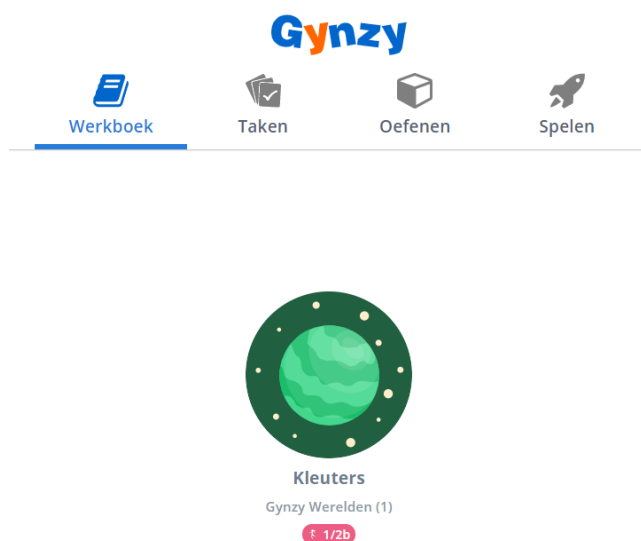 Gynzy
Werkboek Taken Oefenen Spelen
Kleuters
Gynzy Werelden (1)
1/2b